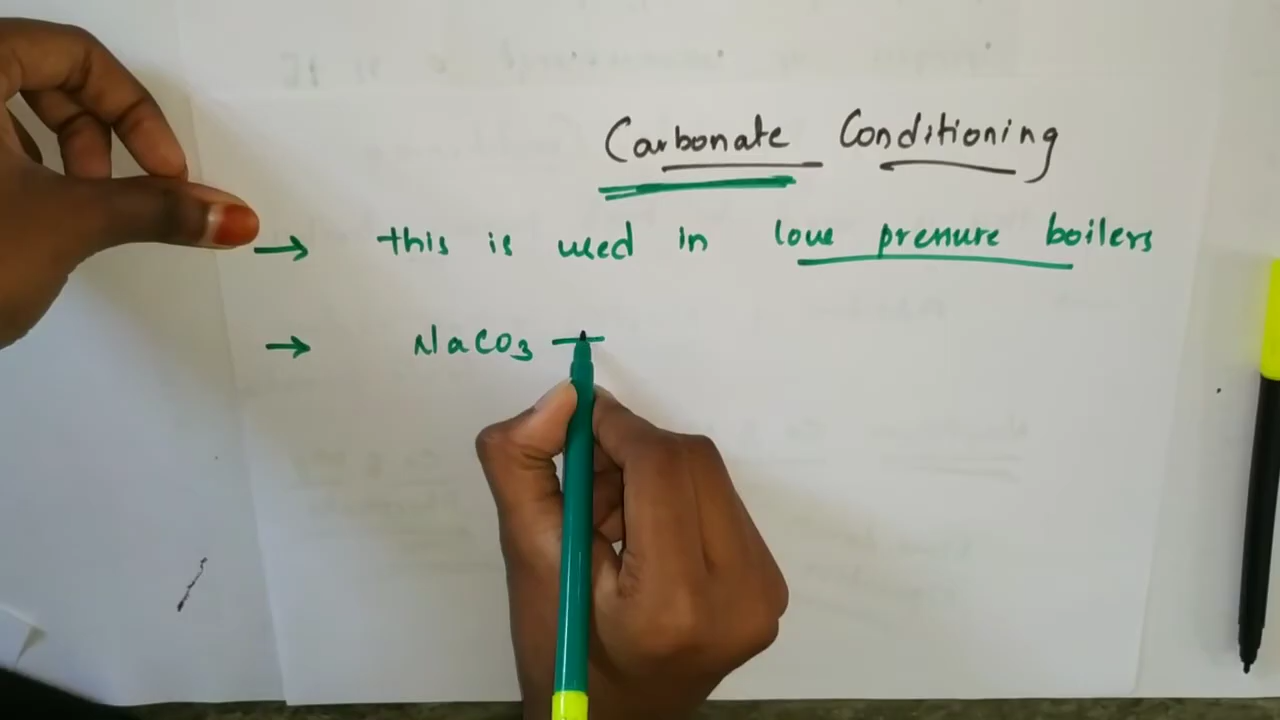 Carbonate Conditioning
→ this is used in low pressure boilers
→ NaCO3 —